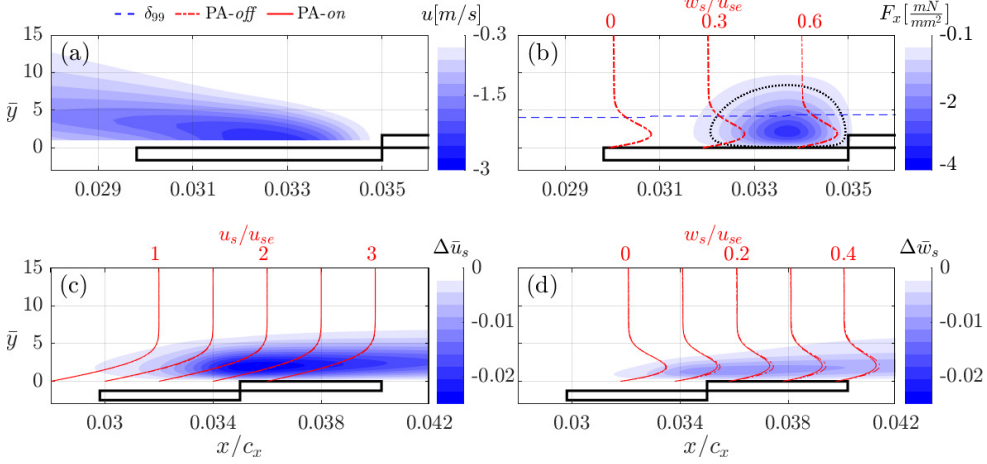 δ₉₉ PA-off PA-on
u[m/s]
wₛ/uₛₑ
Fₓ[mN/mm²]
0 0.3 0.6
(a)
15
10
5
0
ȳ
0.029 0.031 0.033 0.035
-0.3
-1.5
-3
(b)
0.029 0.031 0.033 0.035
-0.1
-2
-4
uₛ/uₛₑ
1 2 3
Δūₛ
(c)
15
10
5
0
ȳ
0.03 0.034 0.038 0.042
x/cₓ
0
-0.01
-0.02
wₛ/uₛₑ
0 0.2 0.4
Δw̄ₛ
(d)
0.03 0.034 0.038 0.042
x/cₓ
0
-0.01
-0.02